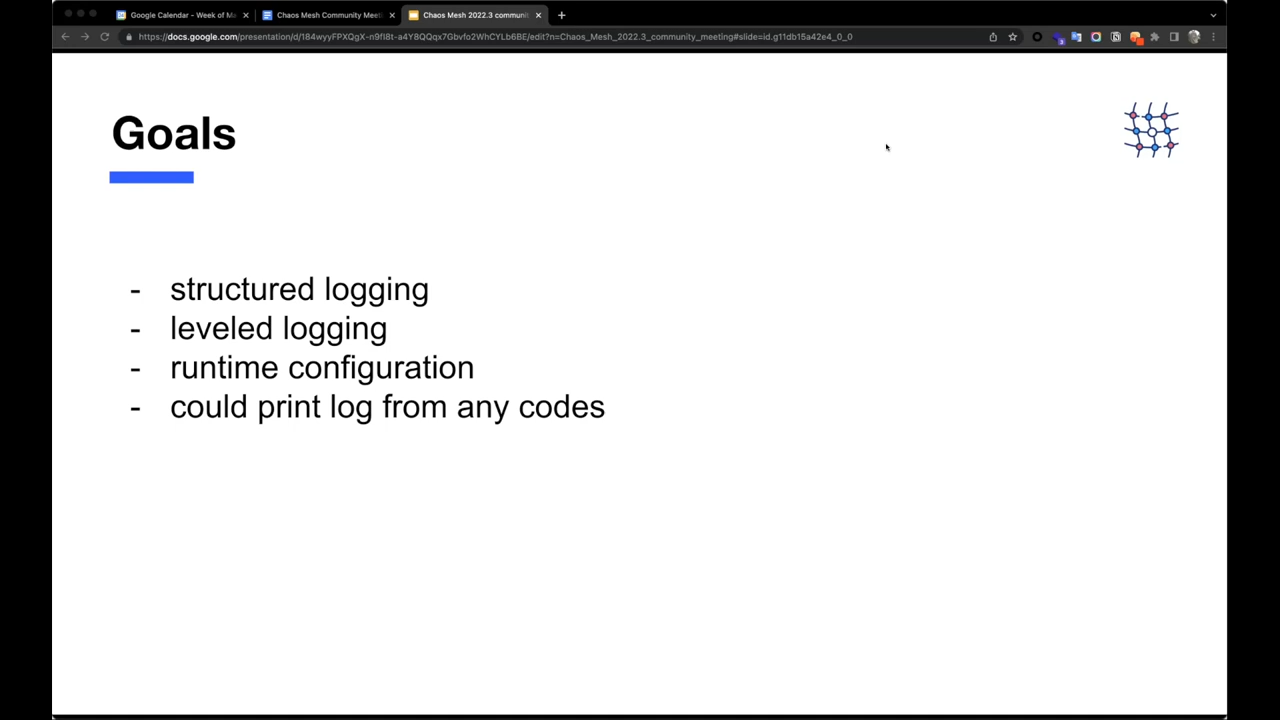 Google Calendar - Week of Ma
Chaos Mesh Community Meeti
Chaos Mesh 2022.3 communi
https://docs.google.com/presentation/d/184wyyFPXQgX-n9fI8t-a4Y8QQqx7Gbvfo2WhCYLb6BE/edit?n=Chaos_Mesh_2022.3_community_meeting#slide=id.g11db15a42e4_0_0
Goals
- structured logging
- leveled logging
- runtime configuration
- could print log from any codes